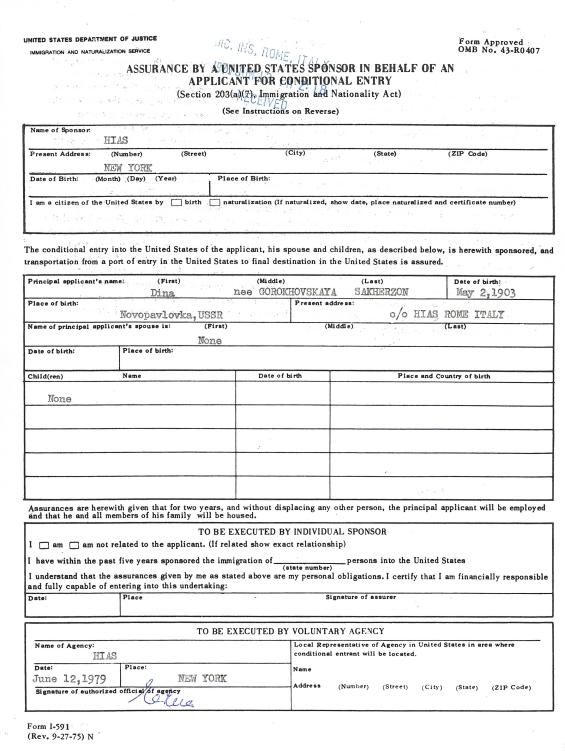 UNITED STATES DEPARTMENT OF JUSTICE
IMMIGRATION AND NATURALIZATION SERVICE
Form Approved
OMB No. 43-R0407
INS, ROME, ITALY
RECEIVED
ASSURANCE BY A UNITED STATES SPONSOR IN BEHALF OF AN
APPLICANT FOR CONDITIONAL ENTRY
(Section 203(a)(7), Immigration and Nationality Act)
(See Instructions on Reverse)
Name of Sponsor:
HIAS
Present Address: (Number) (Street) (City) (State) (ZIP Code)
NEW YORK
Date of Birth: (Month) (Day) (Year) Place of Birth:
I am a citizen of the United States by birth naturalization (If naturalized, show date, place naturalized and certificate number)
The conditional entry into the United States of the applicant, his spouse and children, as described below, is herewith sponsored, and
transportation from a port of entry in the United States to final destination in the United States is assured.
Principal applicant's name: (First) (Middle) (Last) Date of birth:
Dina nee GOROKHOVSKAYA SAKHERZON May 2,1903
Place of birth: Present address:
Novopavlovka,USSR c/o HIAS ROME ITALY
Name of principal applicant's spouse is: (First) (Middle) (Last)
None
Date of birth: Place of birth:
Child(ren) Name Date of birth Place and Country of birth
None
Assurances are herewith given that for two years, and without displacing any other person, the principal applicant will be employed
and that he and all members of his family will be housed.
TO BE EXECUTED BY INDIVIDUAL SPONSOR
I am am not related to the applicant. (If related show exact relationship)
I have within the past five years sponsored the immigration of persons into the United States
(state number)
I understand that the assurances given by me as stated above are my personal obligations. I certify that I am financially responsible
and fully capable of entering into this undertaking:
Date: Place Signature of assurer
TO BE EXECUTED BY VOLUNTARY AGENCY
Name of Agency:
HIAS
Local Representative of Agency in United States in area where
conditional entrant will be located.
Date: Place:
June 12,1979 NEW YORK
Name
Address (Number) (Street) (City) (State) (ZIP Code)
Signature of authorized official of agency
Form I-591
(Rev. 9-27-75) N